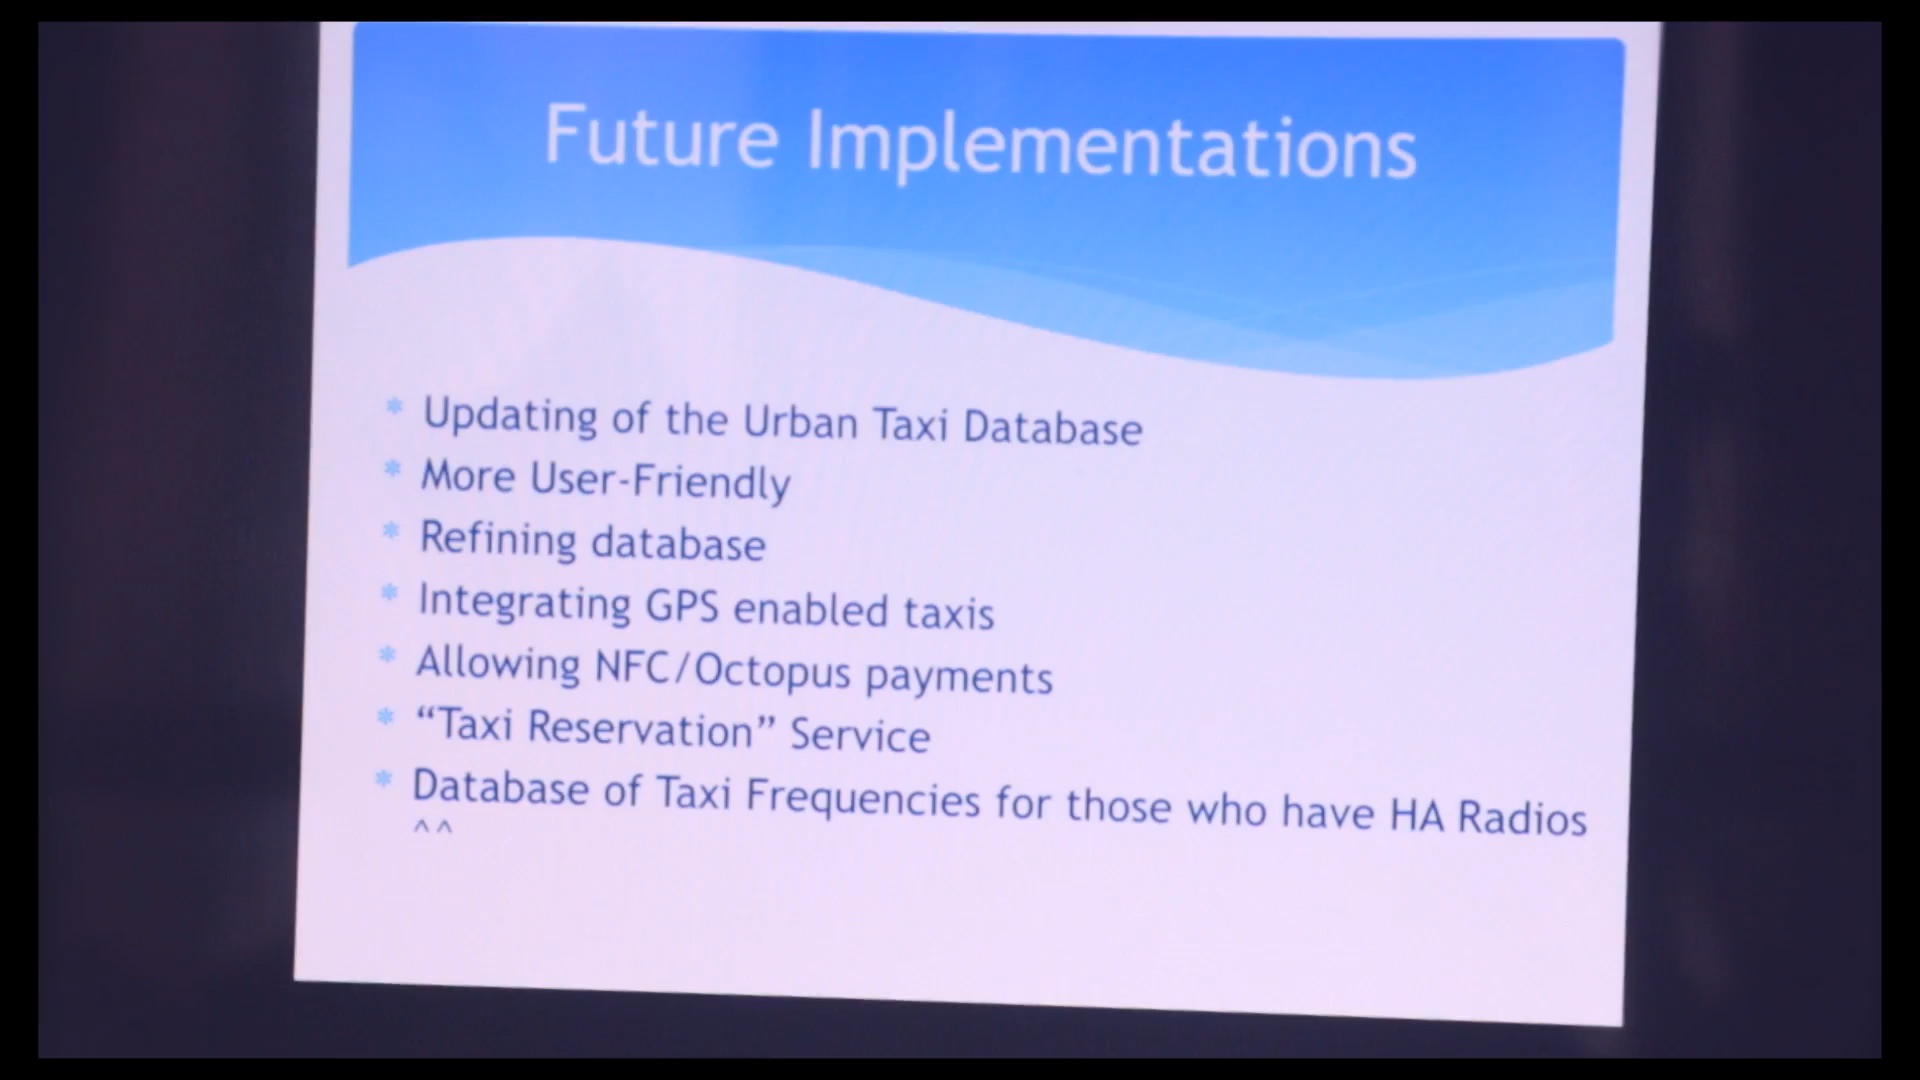 Future Implementations
* Updating of the Urban Taxi Database
* More User-Friendly
* Refining database
* Integrating GPS enabled taxis
* Allowing NFC/Octopus payments
* “Taxi Reservation” Service
* Database of Taxi Frequencies for those who have HA Radios
^^